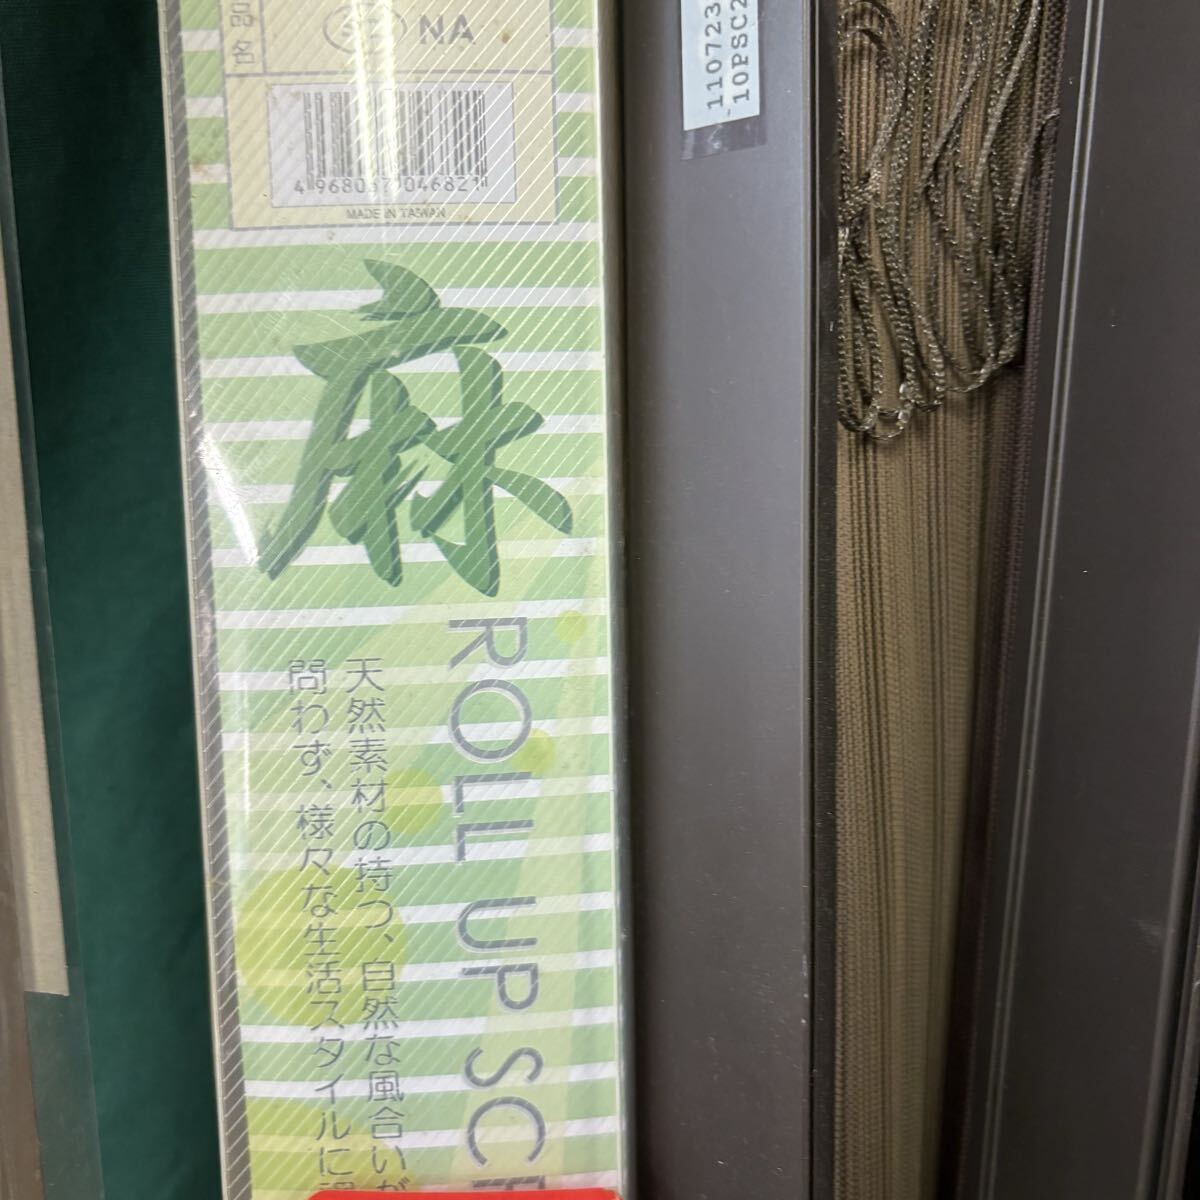 品名
NA
MADE IN TAIWAN
麻
ROLL UP SC
天然素材の持つ、自然な風合いが
問わず、様々な生活スタイルに
110723
10PSC2